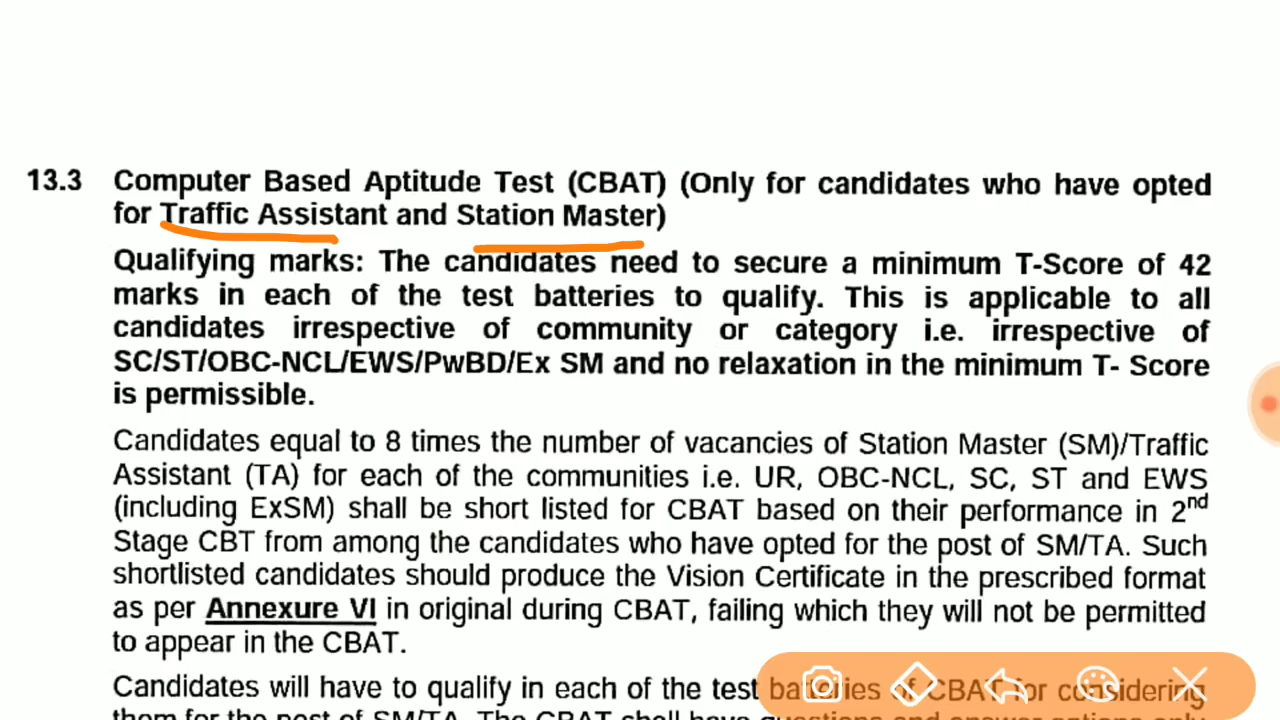 13.3 Computer Based Aptitude Test (CBAT) (Only for candidates who have opted
for Traffic Assistant and Station Master)
Qualifying marks: The candidates need to secure a minimum T-Score of 42
marks in each of the test batteries to qualify. This is applicable to all
candidates irrespective of community or category i.e. irrespective of
SC/ST/OBC-NCL/EWS/PwBD/Ex SM and no relaxation in the minimum T- Score
is permissible.
Candidates equal to 8 times the number of vacancies of Station Master (SM)/Traffic
Assistant (TA) for each of the communities i.e. UR, OBC-NCL, SC, ST and EWS
(including ExSM) shall be short listed for CBAT based on their performance in 2nd
Stage CBT from among the candidates who have opted for the post of SM/TA. Such
shortlisted candidates should produce the Vision Certificate in the prescribed format
as per Annexure VI in original during CBAT, failing which they will not be permitted
to appear in the CBAT.
Candidates will have to qualify in each of the test batteries of CBAT for considering
them for the post of SM/TA. The CBAT shall have questions and answer options only